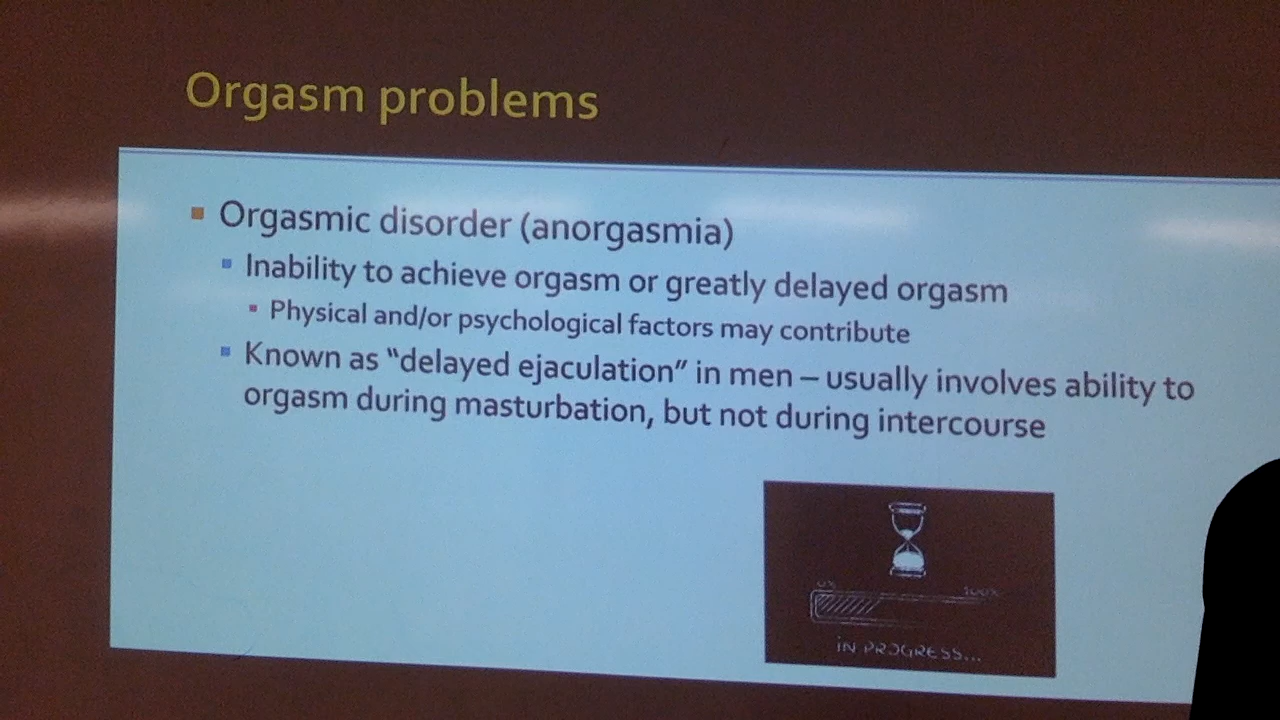 Orgasm problems
Orgasmic disorder (anorgasmia)
Inability to achieve orgasm or greatly delayed orgasm
Physical and/or psychological factors may contribute
Known as “delayed ejaculation” in men – usually involves ability to
orgasm during masturbation, but not during intercourse
0% 100%
IN PROGRESS...